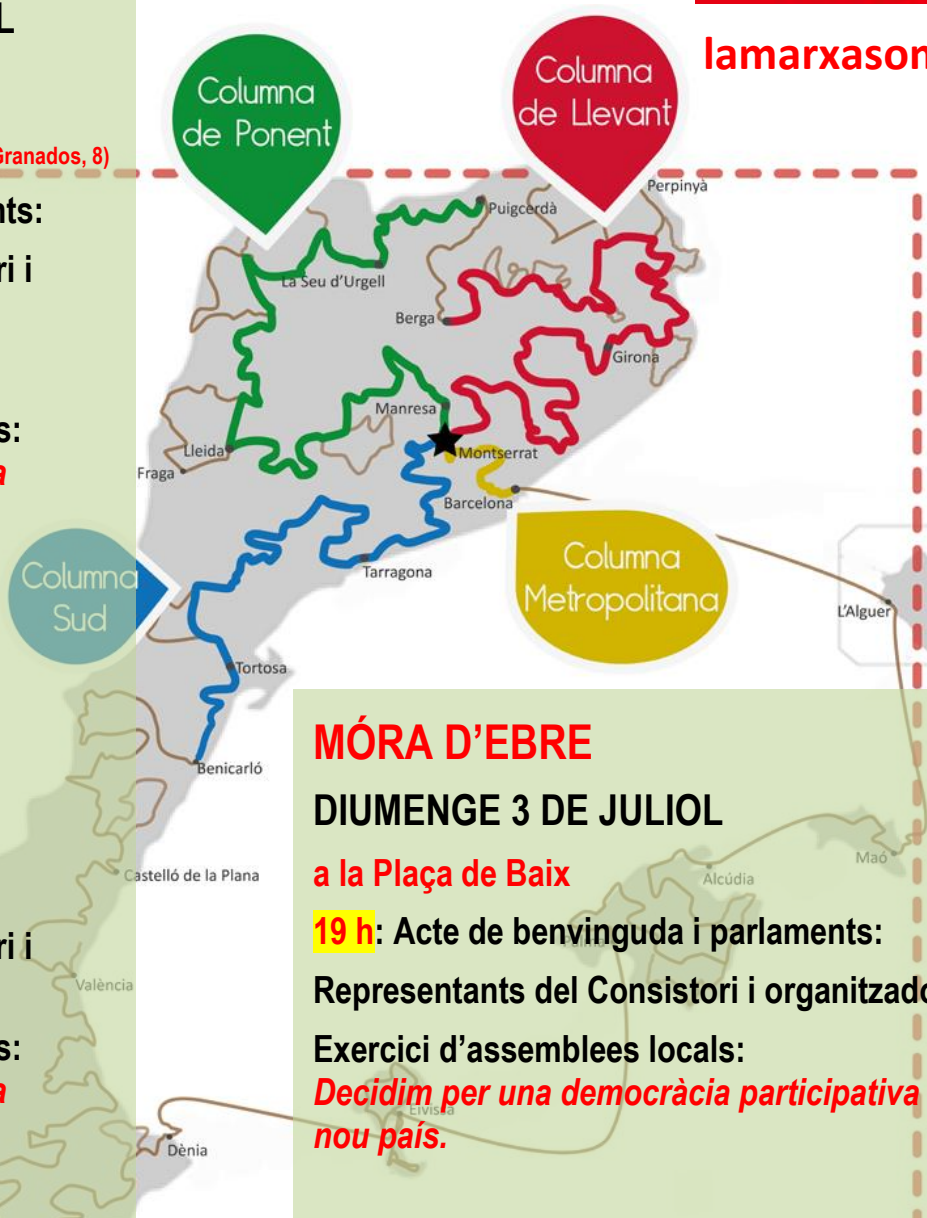 L
lamarxason
Columna
de Ponent
Columna
de Llevant
Granados, 8)
nts:
ri i
s:
a
Perpinyà
Puigcerdà
La Seu d'Urgell
Berga
Girona
Manresa
Lleida
Montserrat
Fraga
Barcelona
Columna
Sud
Tarragona
Columna
Metropolitana
L'Alguer
Tortosa
Benicarló
MÓRA D'EBRE
DIUMENGE 3 DE JULIOL
a la Plaça de Baix
19 h: Acte de benvinguda i parlaments:
Representants del Consistori i organitzado
Exercici d'assemblees locals:
Decidim per una democràcia participativa
nou país.
Maó
Alcúdia
Castelló de la Plana
ri i
València
s:
a
Eivissa
Dènia